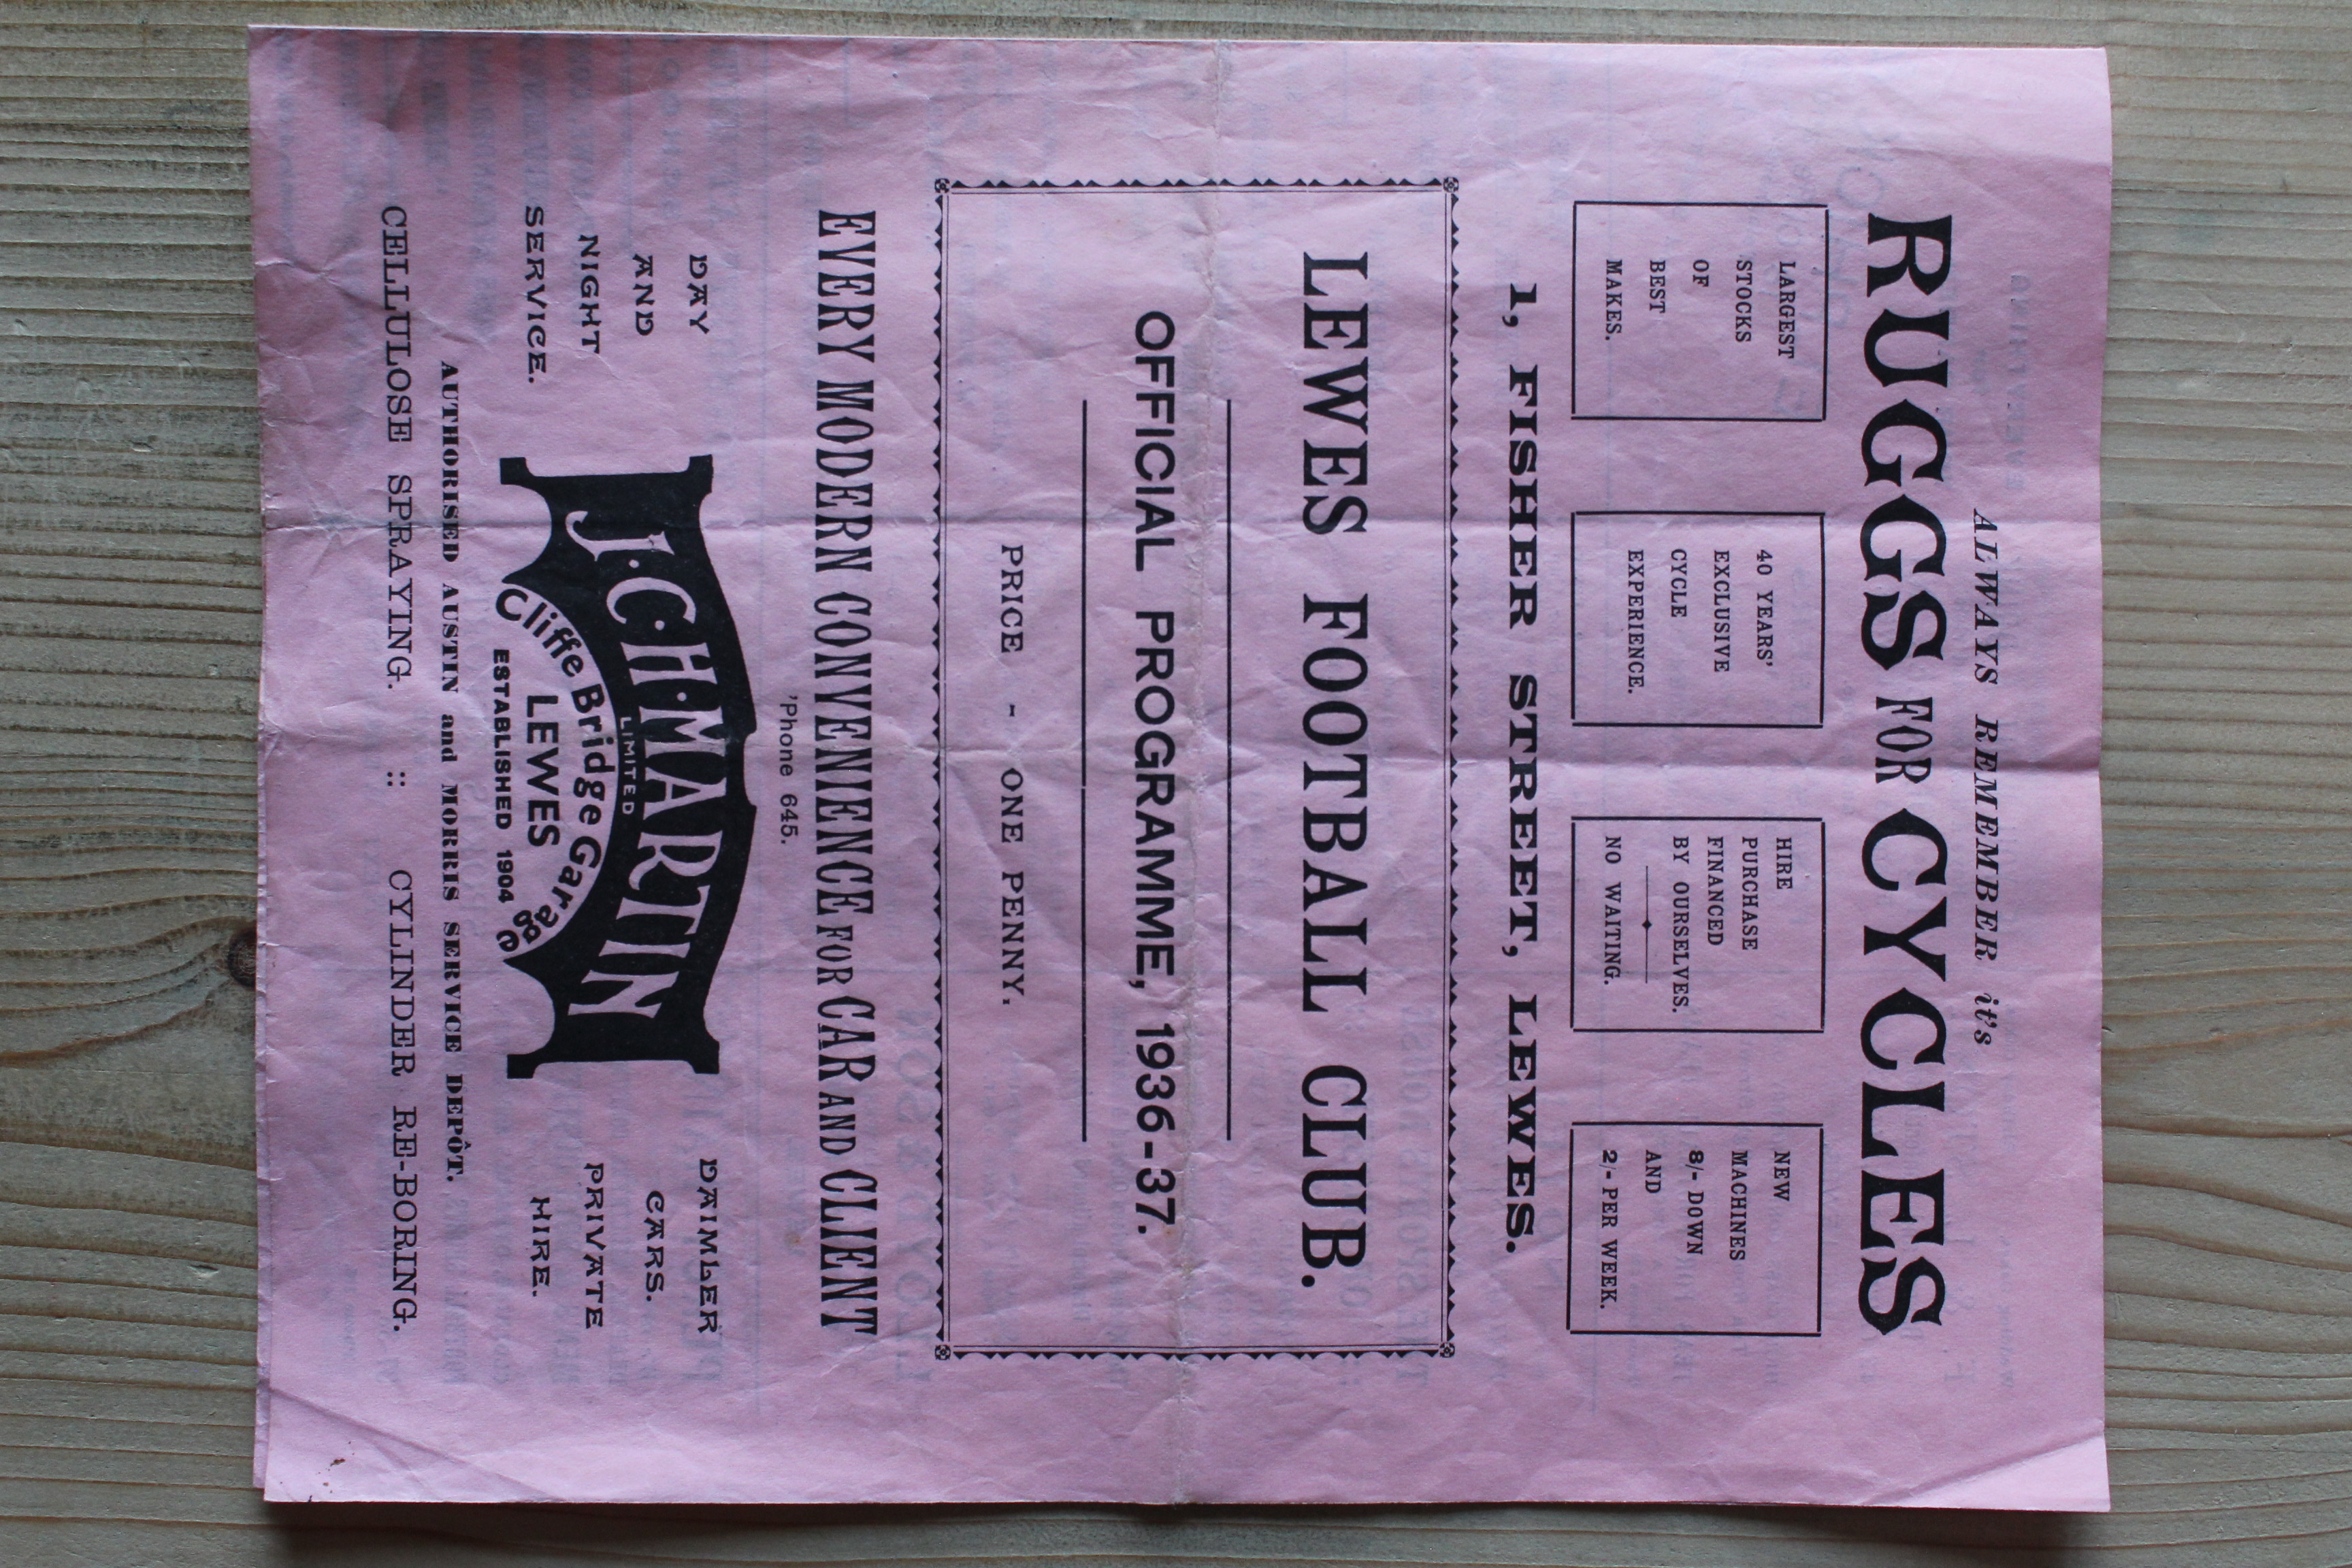 ALWAYS REMEMBER it's
RUGGS FOR CYCLES
LARGEST
STOCKS
OF
BEST
MAKES.
40 YEARS'
EXCLUSIVE
CYCLE
EXPERIENCE.
HIRE
PURCHASE
FINANCED
BY OURSELVES.
NO WAITING.
NEW
MACHINES
8/- DOWN
AND
2/- PER WEEK.
1, FISHER STREET, LEWES.
LEWES FOOTBALL CLUB.
OFFICIAL PROGRAMME, 1936-37.
PRICE - ONE PENNY.
EVERY MODERN CONVENIENCE FOR CAR AND CLIENT
'Phone 645.
DAY
AND
NIGHT
SERVICE.
J.C.H.MARTIN
LIMITED
Cliffe Bridge Garage
LEWES
ESTABLISHED 1904
DAIMLER
CARS.
PRIVATE
HIRE.
AUTHORISED AUSTIN and MORRIS SERVICE DEPÔT.
CELLULOSE SPRAYING. :: CYLINDER RE-BORING.